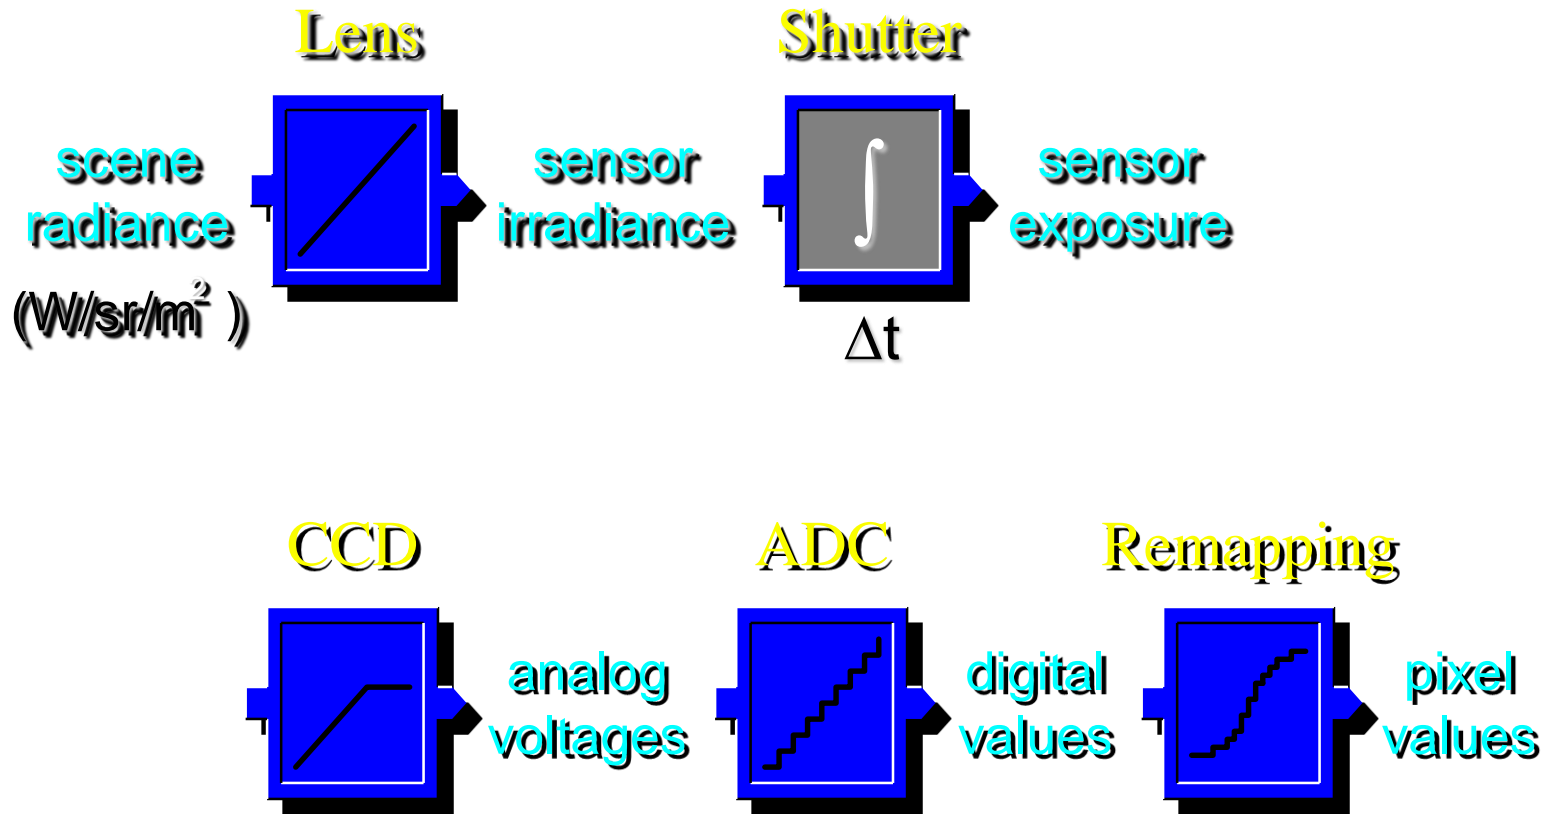 Lens
Shutter
scene
radiance
(W/sr/m² )
sensor
irradiance
∫
Δt
sensor
exposure
CCD
ADC
Remapping
analog
voltages
digital
values
pixel
values